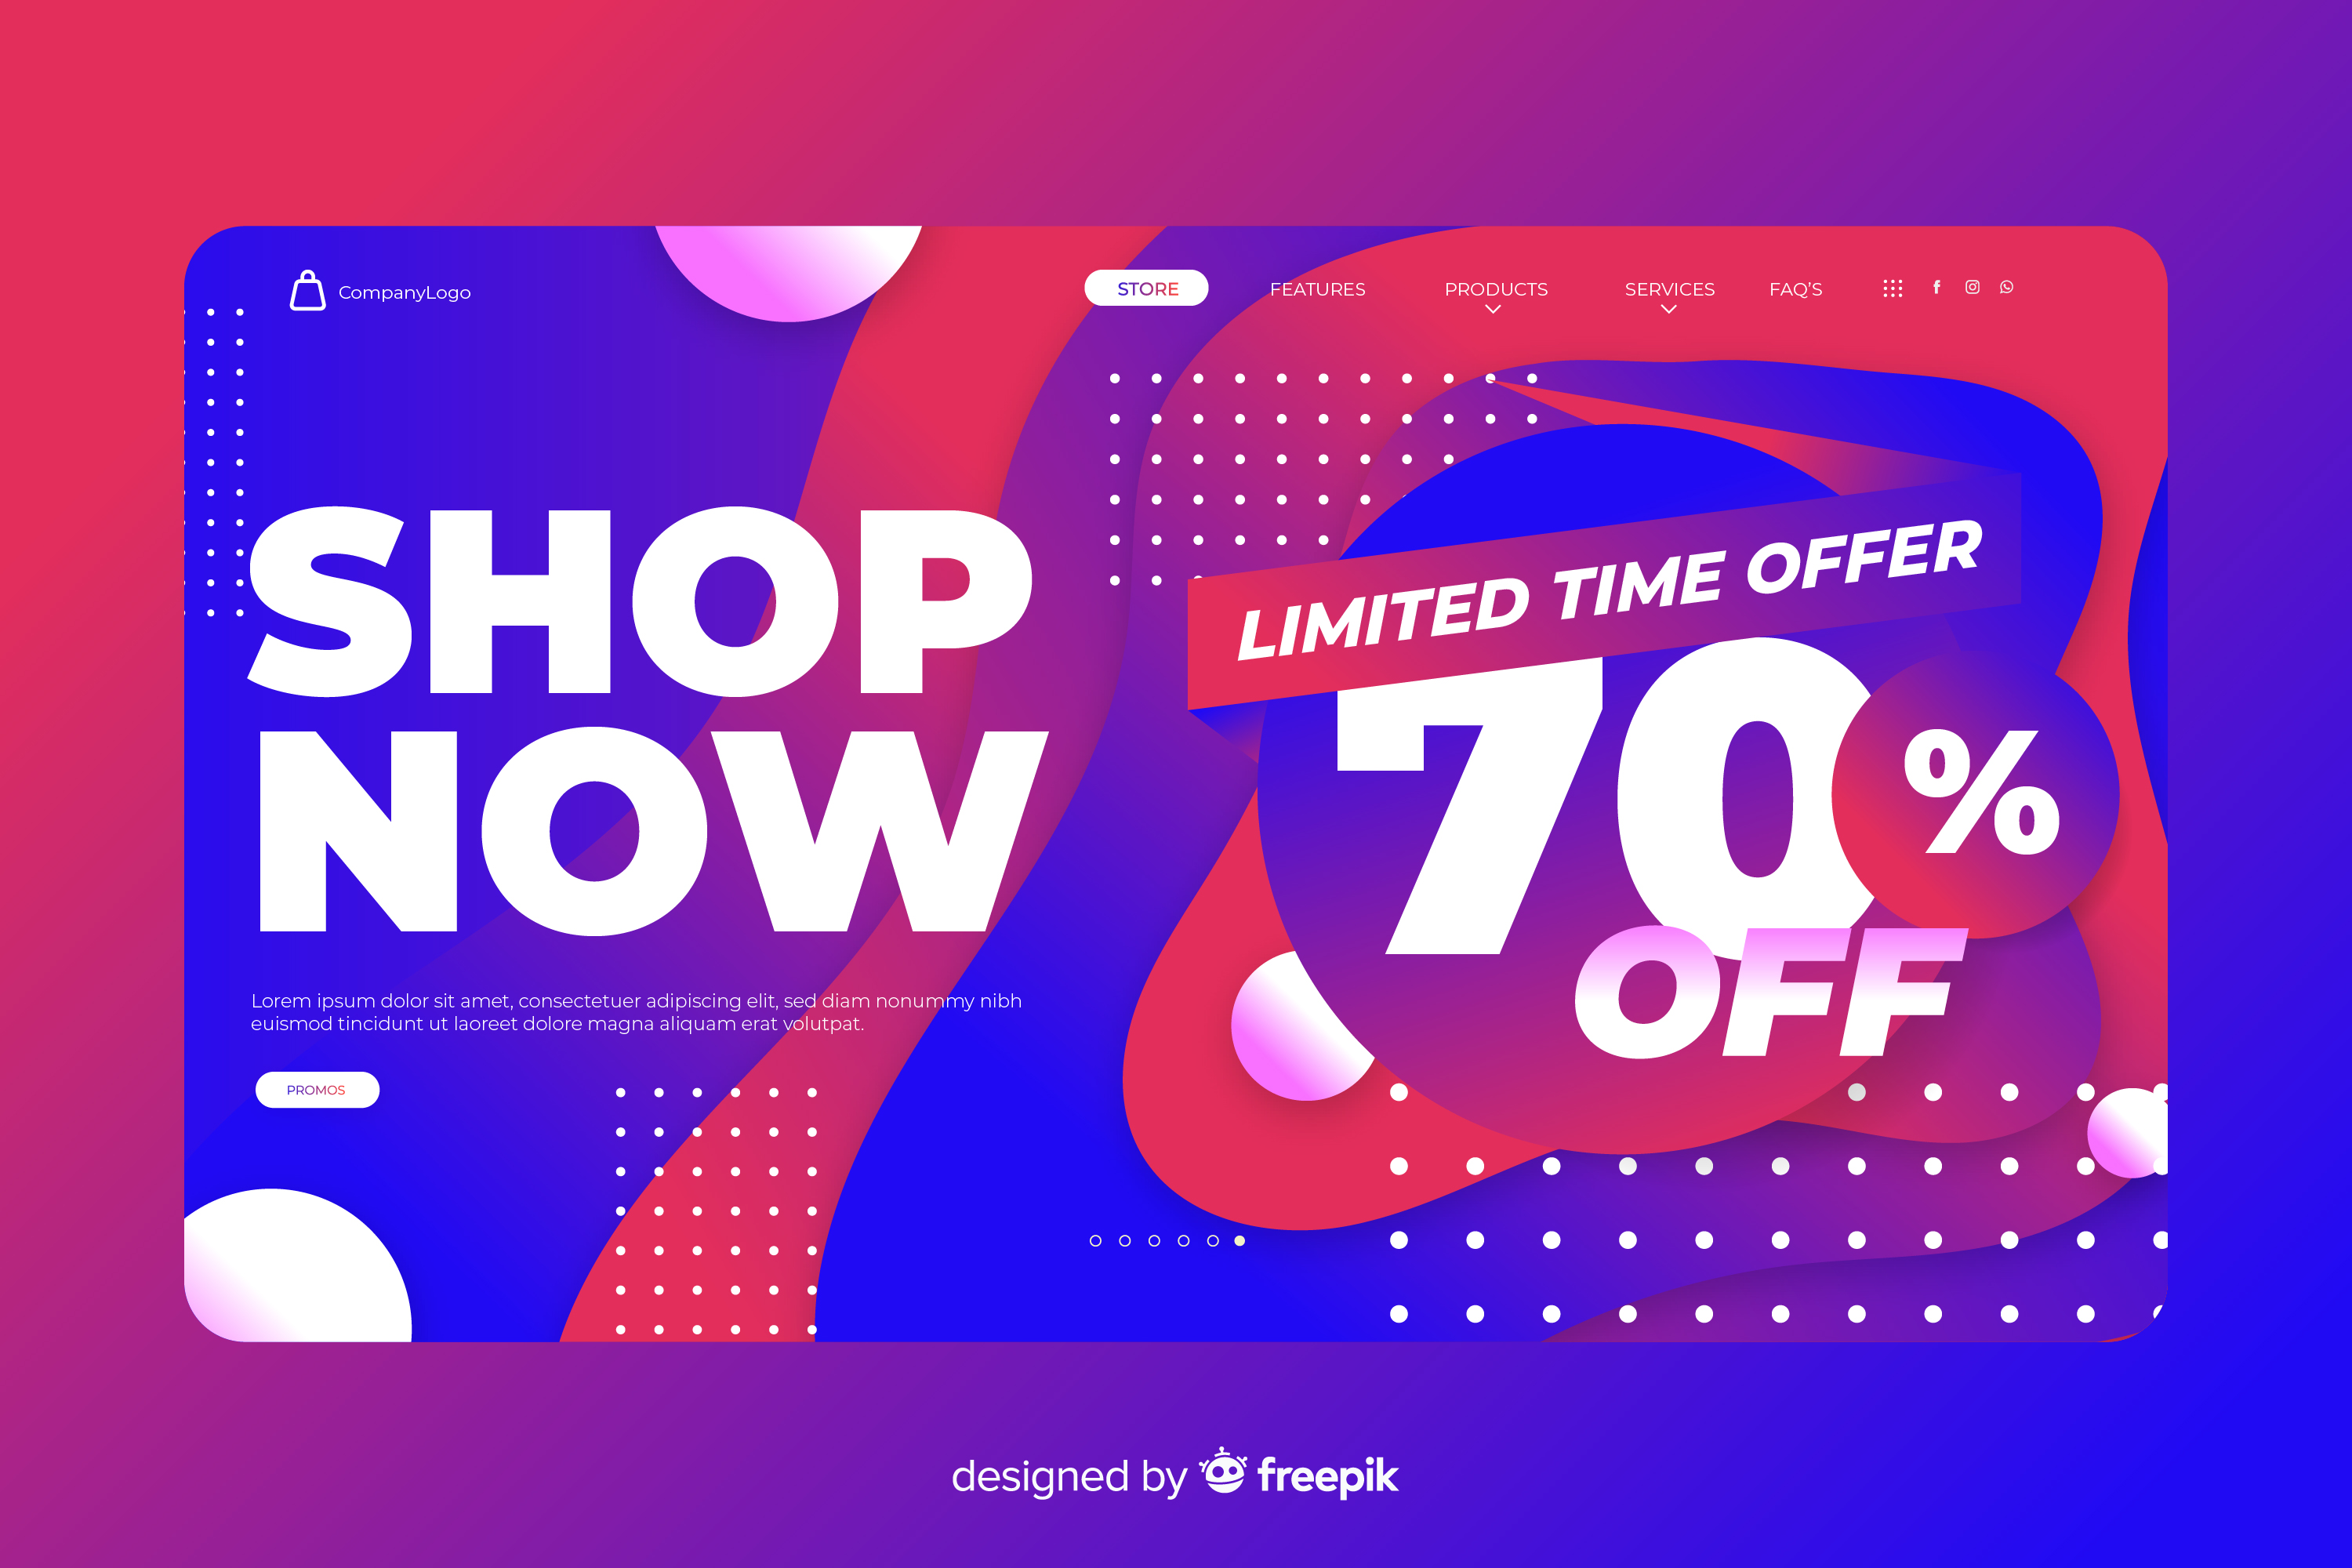 CompanyLogo
STORE
FEATURES
PRODUCTS
SERVICES
FAQ'S
SHOP
NOW
Lorem ipsum dolor sit amet, consectetuer adipiscing elit, sed diam nonummy nibh
euismod tincidunt ut laoreet dolore magna aliquam erat volutpat.
PROMOS
LIMITED TIME OFFER
70%
OFF
designed by freepik